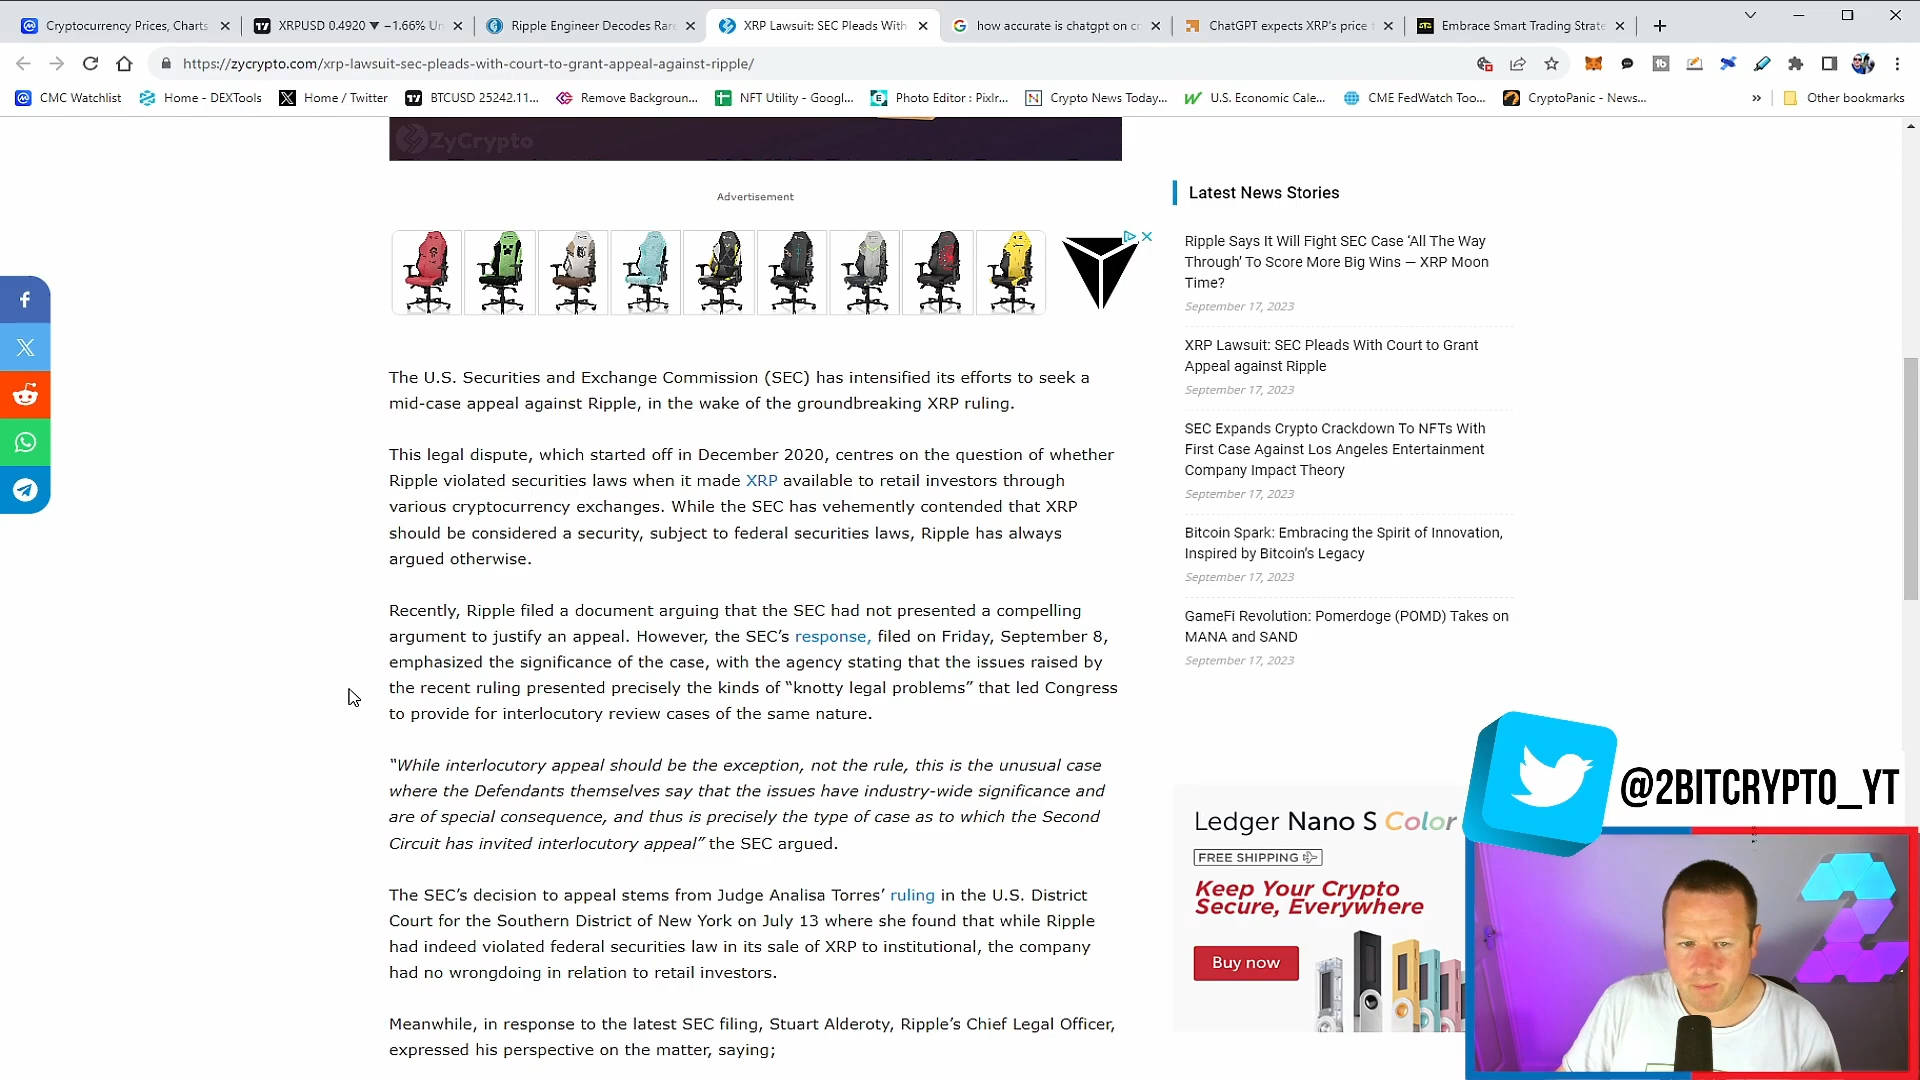 Cryptocurrency Prices, Charts
XRPUSD 0.4920 ▼ −1.66% Un
Ripple Engineer Decodes Rare
XRP Lawsuit: SEC Pleads With
how accurate is chatgpt on cr
ChatGPT expects XRP's price t
Embrace Smart Trading Strate
https://zycrypto.com/xrp-lawsuit-sec-pleads-with-court-to-grant-appeal-against-ripple/
CMC Watchlist
Home - DEXTools
Home / Twitter
BTCUSD 25242.11...
Remove Backgroun...
NFT Utility - Googl...
Photo Editor : Pixlr...
Crypto News Today...
U.S. Economic Cale...
CME FedWatch Too...
CryptoPanic - News...
»
Other bookmarks
ZyCrypto
Advertisement
The U.S. Securities and Exchange Commission (SEC) has intensified its efforts to seek a
mid-case appeal against Ripple, in the wake of the groundbreaking XRP ruling.
This legal dispute, which started off in December 2020, centres on the question of whether
Ripple violated securities laws when it made XRP available to retail investors through
various cryptocurrency exchanges. While the SEC has vehemently contended that XRP
should be considered a security, subject to federal securities laws, Ripple has always
argued otherwise.
Recently, Ripple filed a document arguing that the SEC had not presented a compelling
argument to justify an appeal. However, the SEC’s response, filed on Friday, September 8,
emphasized the significance of the case, with the agency stating that the issues raised by
the recent ruling presented precisely the kinds of “knotty legal problems” that led Congress
to provide for interlocutory review cases of the same nature.
“While interlocutory appeal should be the exception, not the rule, this is the unusual case
where the Defendants themselves say that the issues have industry-wide significance and
are of special consequence, and thus is precisely the type of case as to which the Second
Circuit has invited interlocutory appeal” the SEC argued.
The SEC’s decision to appeal stems from Judge Analisa Torres’ ruling in the U.S. District
Court for the Southern District of New York on July 13 where she found that while Ripple
had indeed violated federal securities law in its sale of XRP to institutional, the company
had no wrongdoing in relation to retail investors.
Meanwhile, in response to the latest SEC filing, Stuart Alderoty, Ripple’s Chief Legal Officer,
expressed his perspective on the matter, saying;
Latest News Stories
Ripple Says It Will Fight SEC Case ‘All The Way
Through’ To Score More Big Wins — XRP Moon
Time?
September 17, 2023
XRP Lawsuit: SEC Pleads With Court to Grant
Appeal against Ripple
September 17, 2023
SEC Expands Crypto Crackdown To NFTs With
First Case Against Los Angeles Entertainment
Company Impact Theory
September 17, 2023
Bitcoin Spark: Embracing the Spirit of Innovation,
Inspired by Bitcoin’s Legacy
September 17, 2023
GameFi Revolution: Pomerdoge (POMD) Takes on
MANA and SAND
September 17, 2023
@2BITCRYPTO_YT
Ledger Nano S Color
FREE SHIPPING
Keep Your Crypto
Secure, Everywhere
Buy now